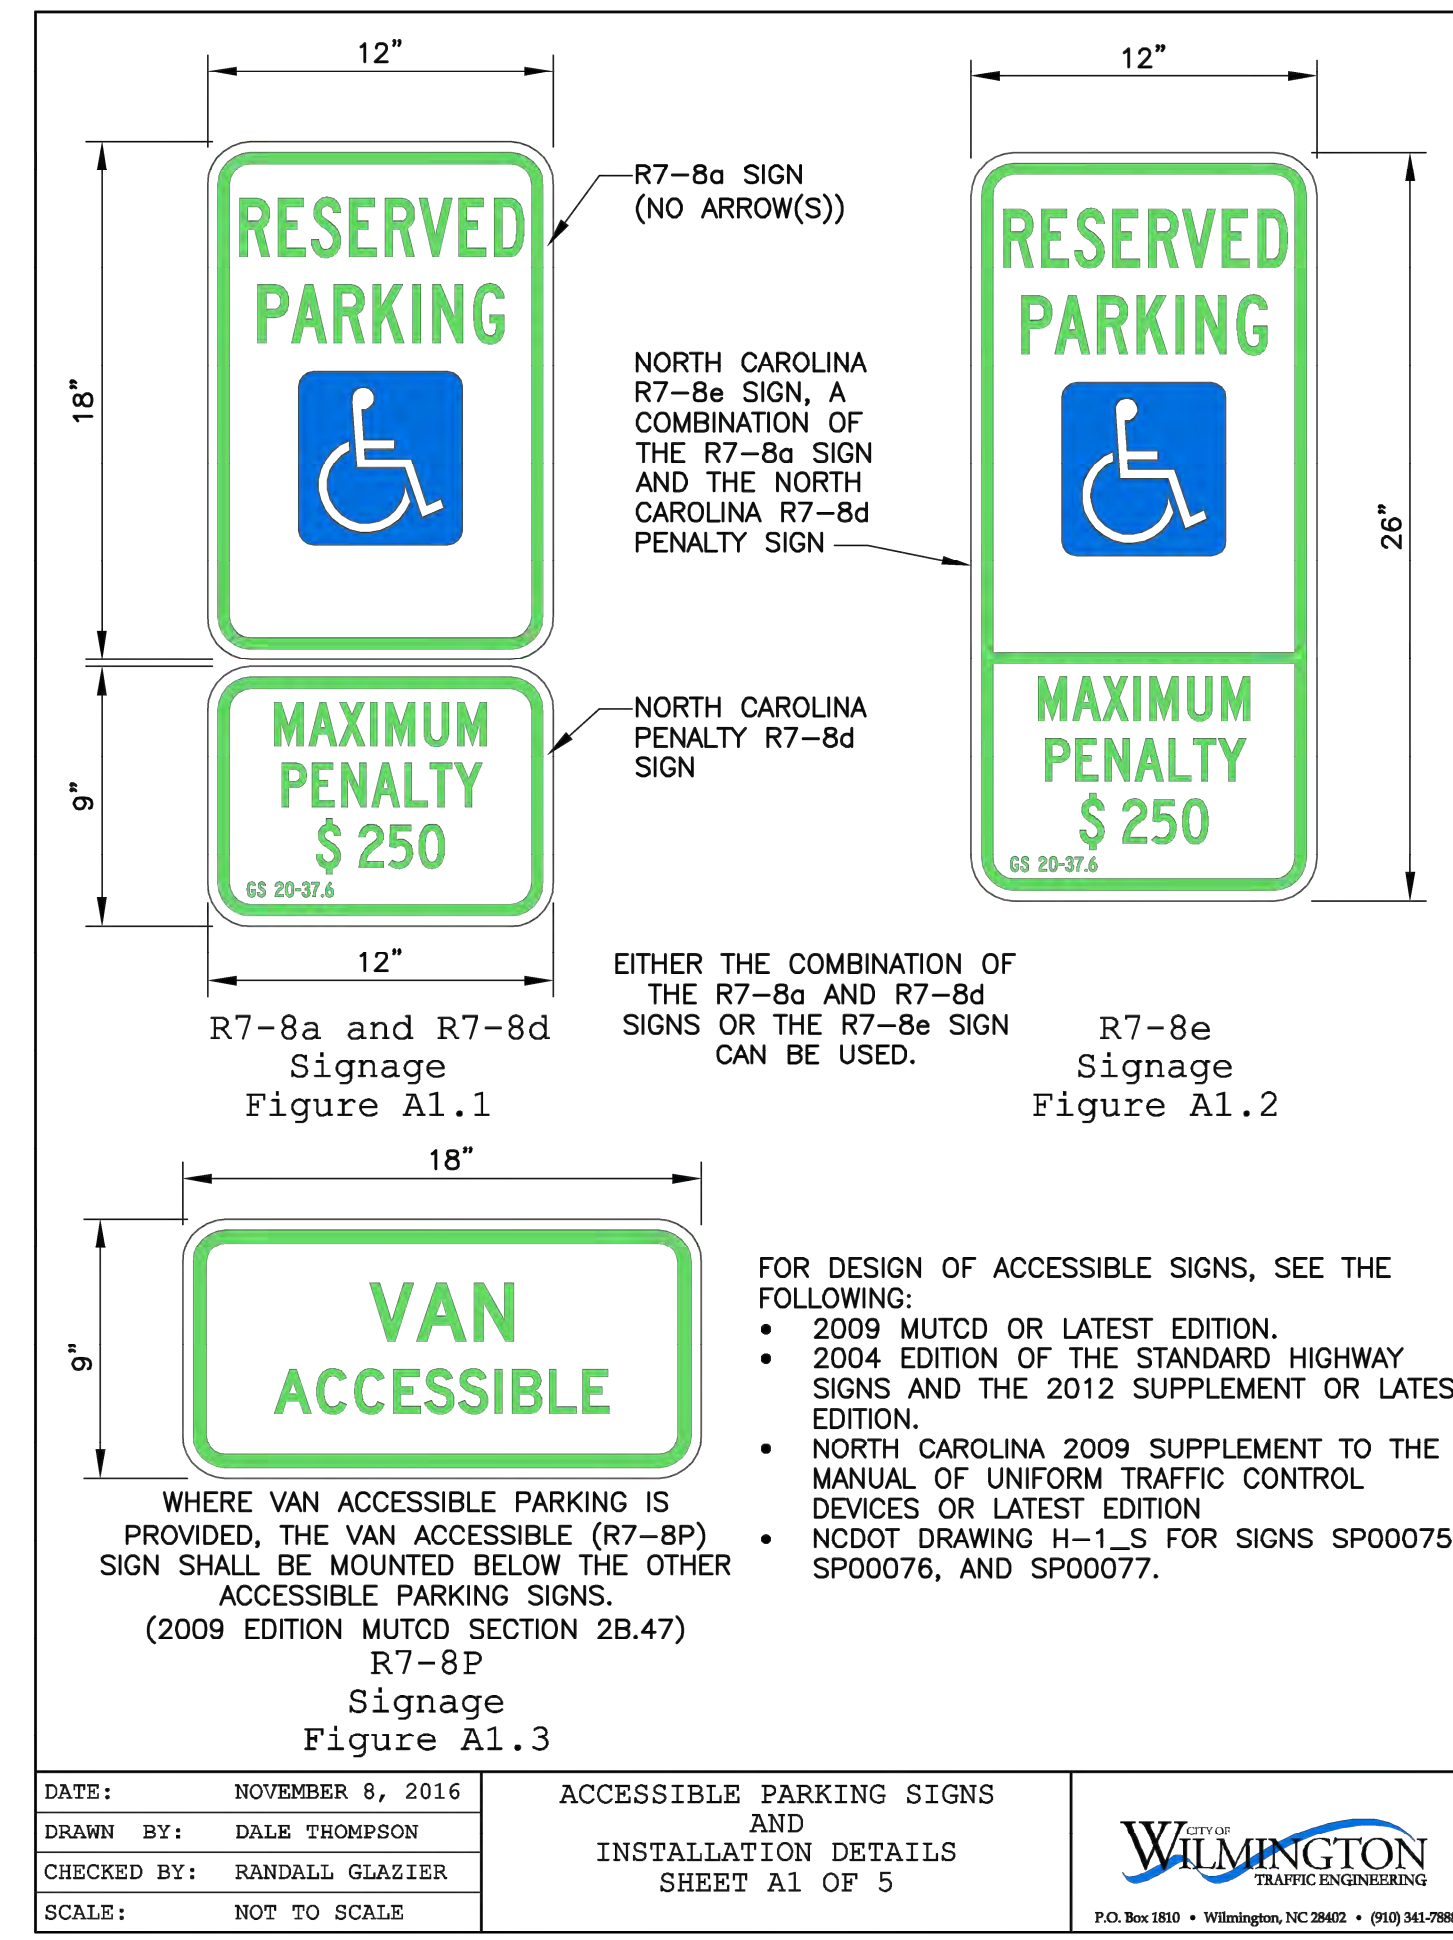 12"
18"
RESERVED
PARKING
R7-8a SIGN
(NO ARROW(S))
9"
MAXIMUM
PENALTY
$ 250
GS 20-37.6
NORTH CAROLINA
PENALTY R7-8d
SIGN
12"
R7-8a and R7-8d
Signage
Figure A1.1
NORTH CAROLINA
R7-8e SIGN, A
COMBINATION OF
THE R7-8a SIGN
AND THE NORTH
CAROLINA R7-8d
PENALTY SIGN
12"
26"
RESERVED
PARKING
MAXIMUM
PENALTY
$ 250
GS 20-37.6
EITHER THE COMBINATION OF
THE R7-8a AND R7-8d
SIGNS OR THE R7-8e SIGN
CAN BE USED.
R7-8e
Signage
Figure A1.2
18"
9"
VAN
ACCESSIBLE
WHERE VAN ACCESSIBLE PARKING IS
PROVIDED, THE VAN ACCESSIBLE (R7-8P)
SIGN SHALL BE MOUNTED BELOW THE OTHER
ACCESSIBLE PARKING SIGNS.
(2009 EDITION MUTCD SECTION 2B.47)
R7-8P
Signage
Figure A1.3
FOR DESIGN OF ACCESSIBLE SIGNS, SEE THE
FOLLOWING:
• 2009 MUTCD OR LATEST EDITION.
• 2004 EDITION OF THE STANDARD HIGHWAY
SIGNS AND THE 2012 SUPPLEMENT OR LATES
EDITION.
• NORTH CAROLINA 2009 SUPPLEMENT TO THE
MANUAL OF UNIFORM TRAFFIC CONTROL
DEVICES OR LATEST EDITION
• NCDOT DRAWING H-1_S FOR SIGNS SP00075
SP00076, AND SP00077.
DATE: NOVEMBER 8, 2016
DRAWN BY: DALE THOMPSON
CHECKED BY: RANDALL GLAZIER
SCALE: NOT TO SCALE
ACCESSIBLE PARKING SIGNS
AND
INSTALLATION DETAILS
SHEET A1 OF 5
CITY OF
WILMINGTON
TRAFFIC ENGINEERING
P.O. Box 1810 • Wilmington, NC 28402 • (910) 341-7888